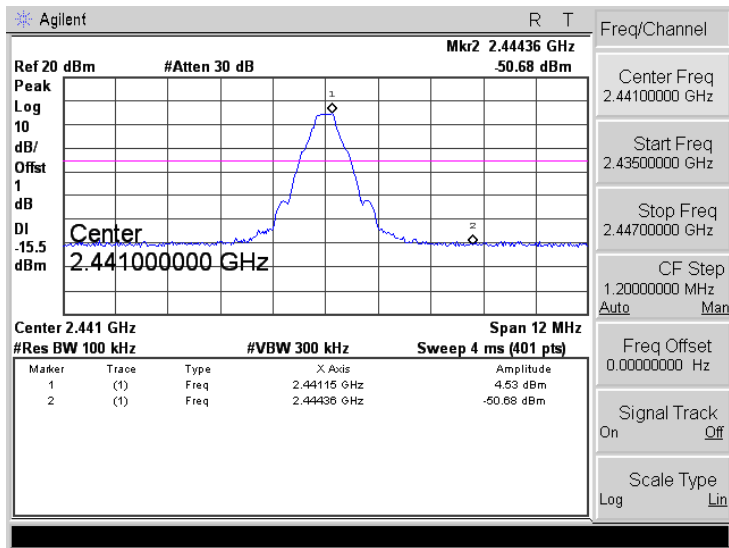 Agilent R T
Mkr2 2.44436 GHz
Ref 20 dBm #Atten 30 dB -50.68 dBm
Peak
Log
10
dB/
Offst
1
dB
DI
-15.5
dBm
1
2
Center
2.441000000 GHz
Center 2.441 GHz Span 12 MHz
#Res BW 100 kHz #VBW 300 kHz Sweep 4 ms (401 pts)
Marker Trace Type X Axis Amplitude
1 (1) Freq 2.44115 GHz 4.53 dBm
2 (1) Freq 2.44436 GHz -50.68 dBm
Freq/Channel
Center Freq
2.44100000 GHz
Start Freq
2.43500000 GHz
Stop Freq
2.44700000 GHz
CF Step
1.20000000 MHz
Auto Man
Freq Offset
0.00000000 Hz
Signal Track
On Off
Scale Type
Log Lin